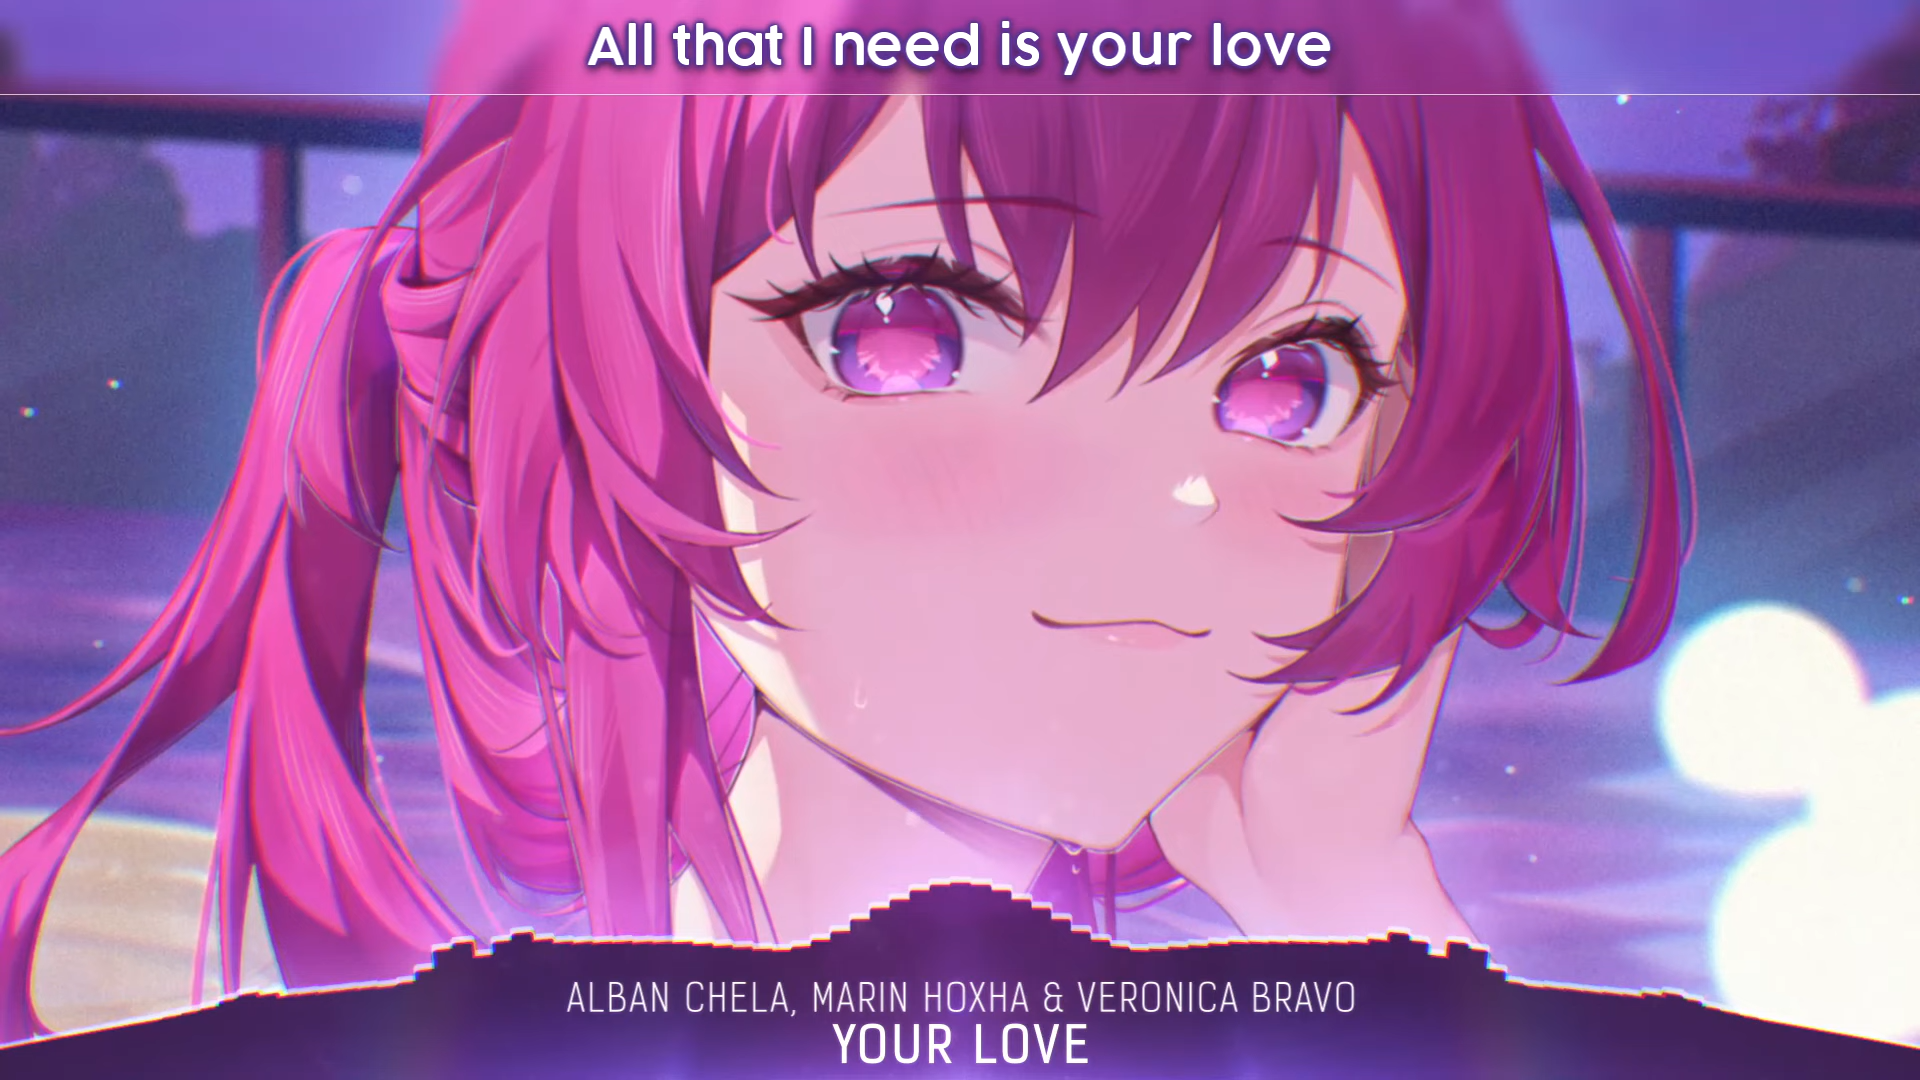 All that I need is your love
ALBAN CHELA, MARIN HOXHA & VERONICA BRAVO
YOUR LOVE